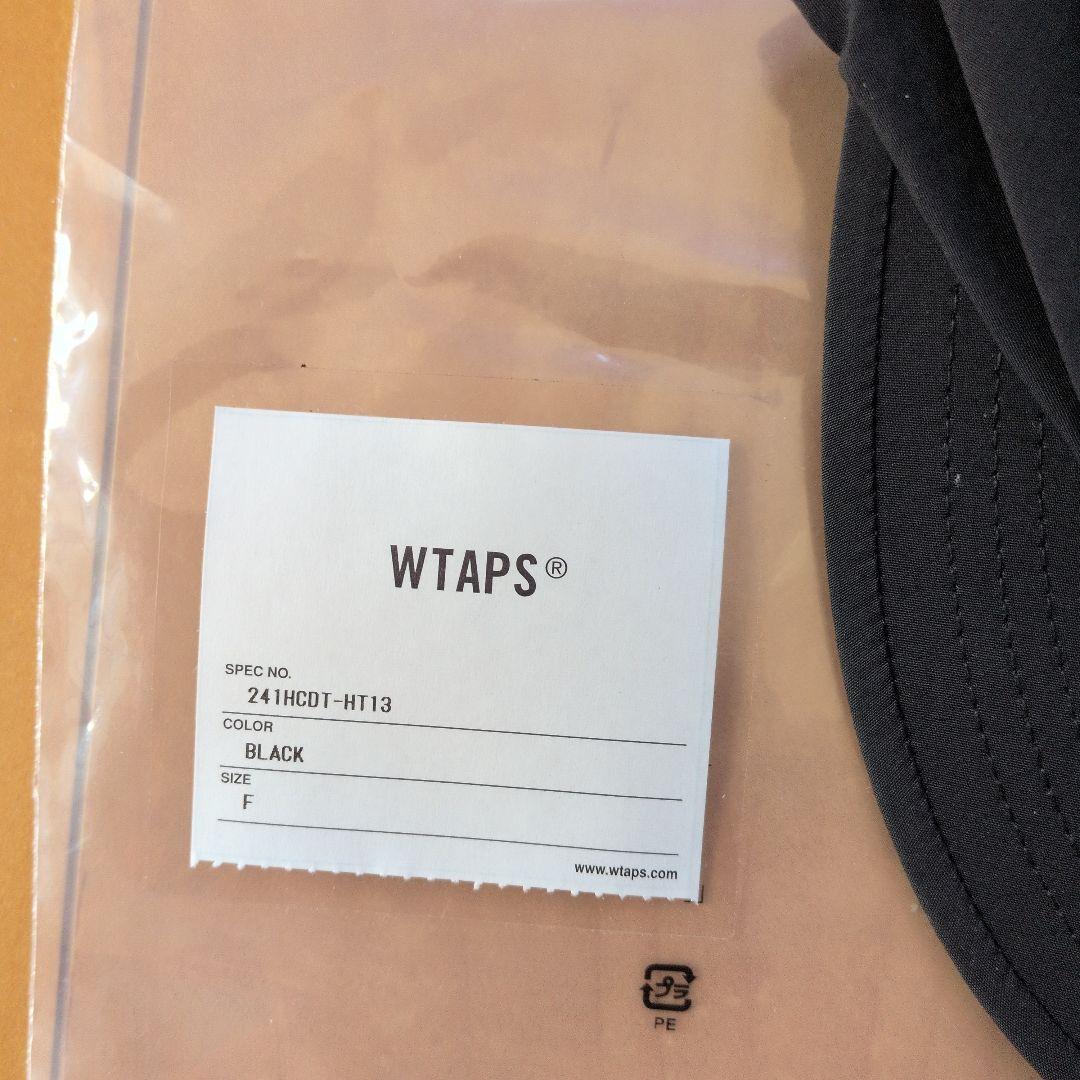 WTAPS®
SPEC NO.
241HCDT-HT13
COLOR
BLACK
SIZE
F
www.wtaps.com
プラ
PE